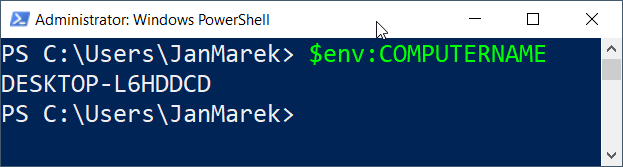 Administrator: Windows PowerShell
PS C:\Users\JanMarek> $env:COMPUTERNAME
DESKTOP-L6HDDCD
PS C:\Users\JanMarek>